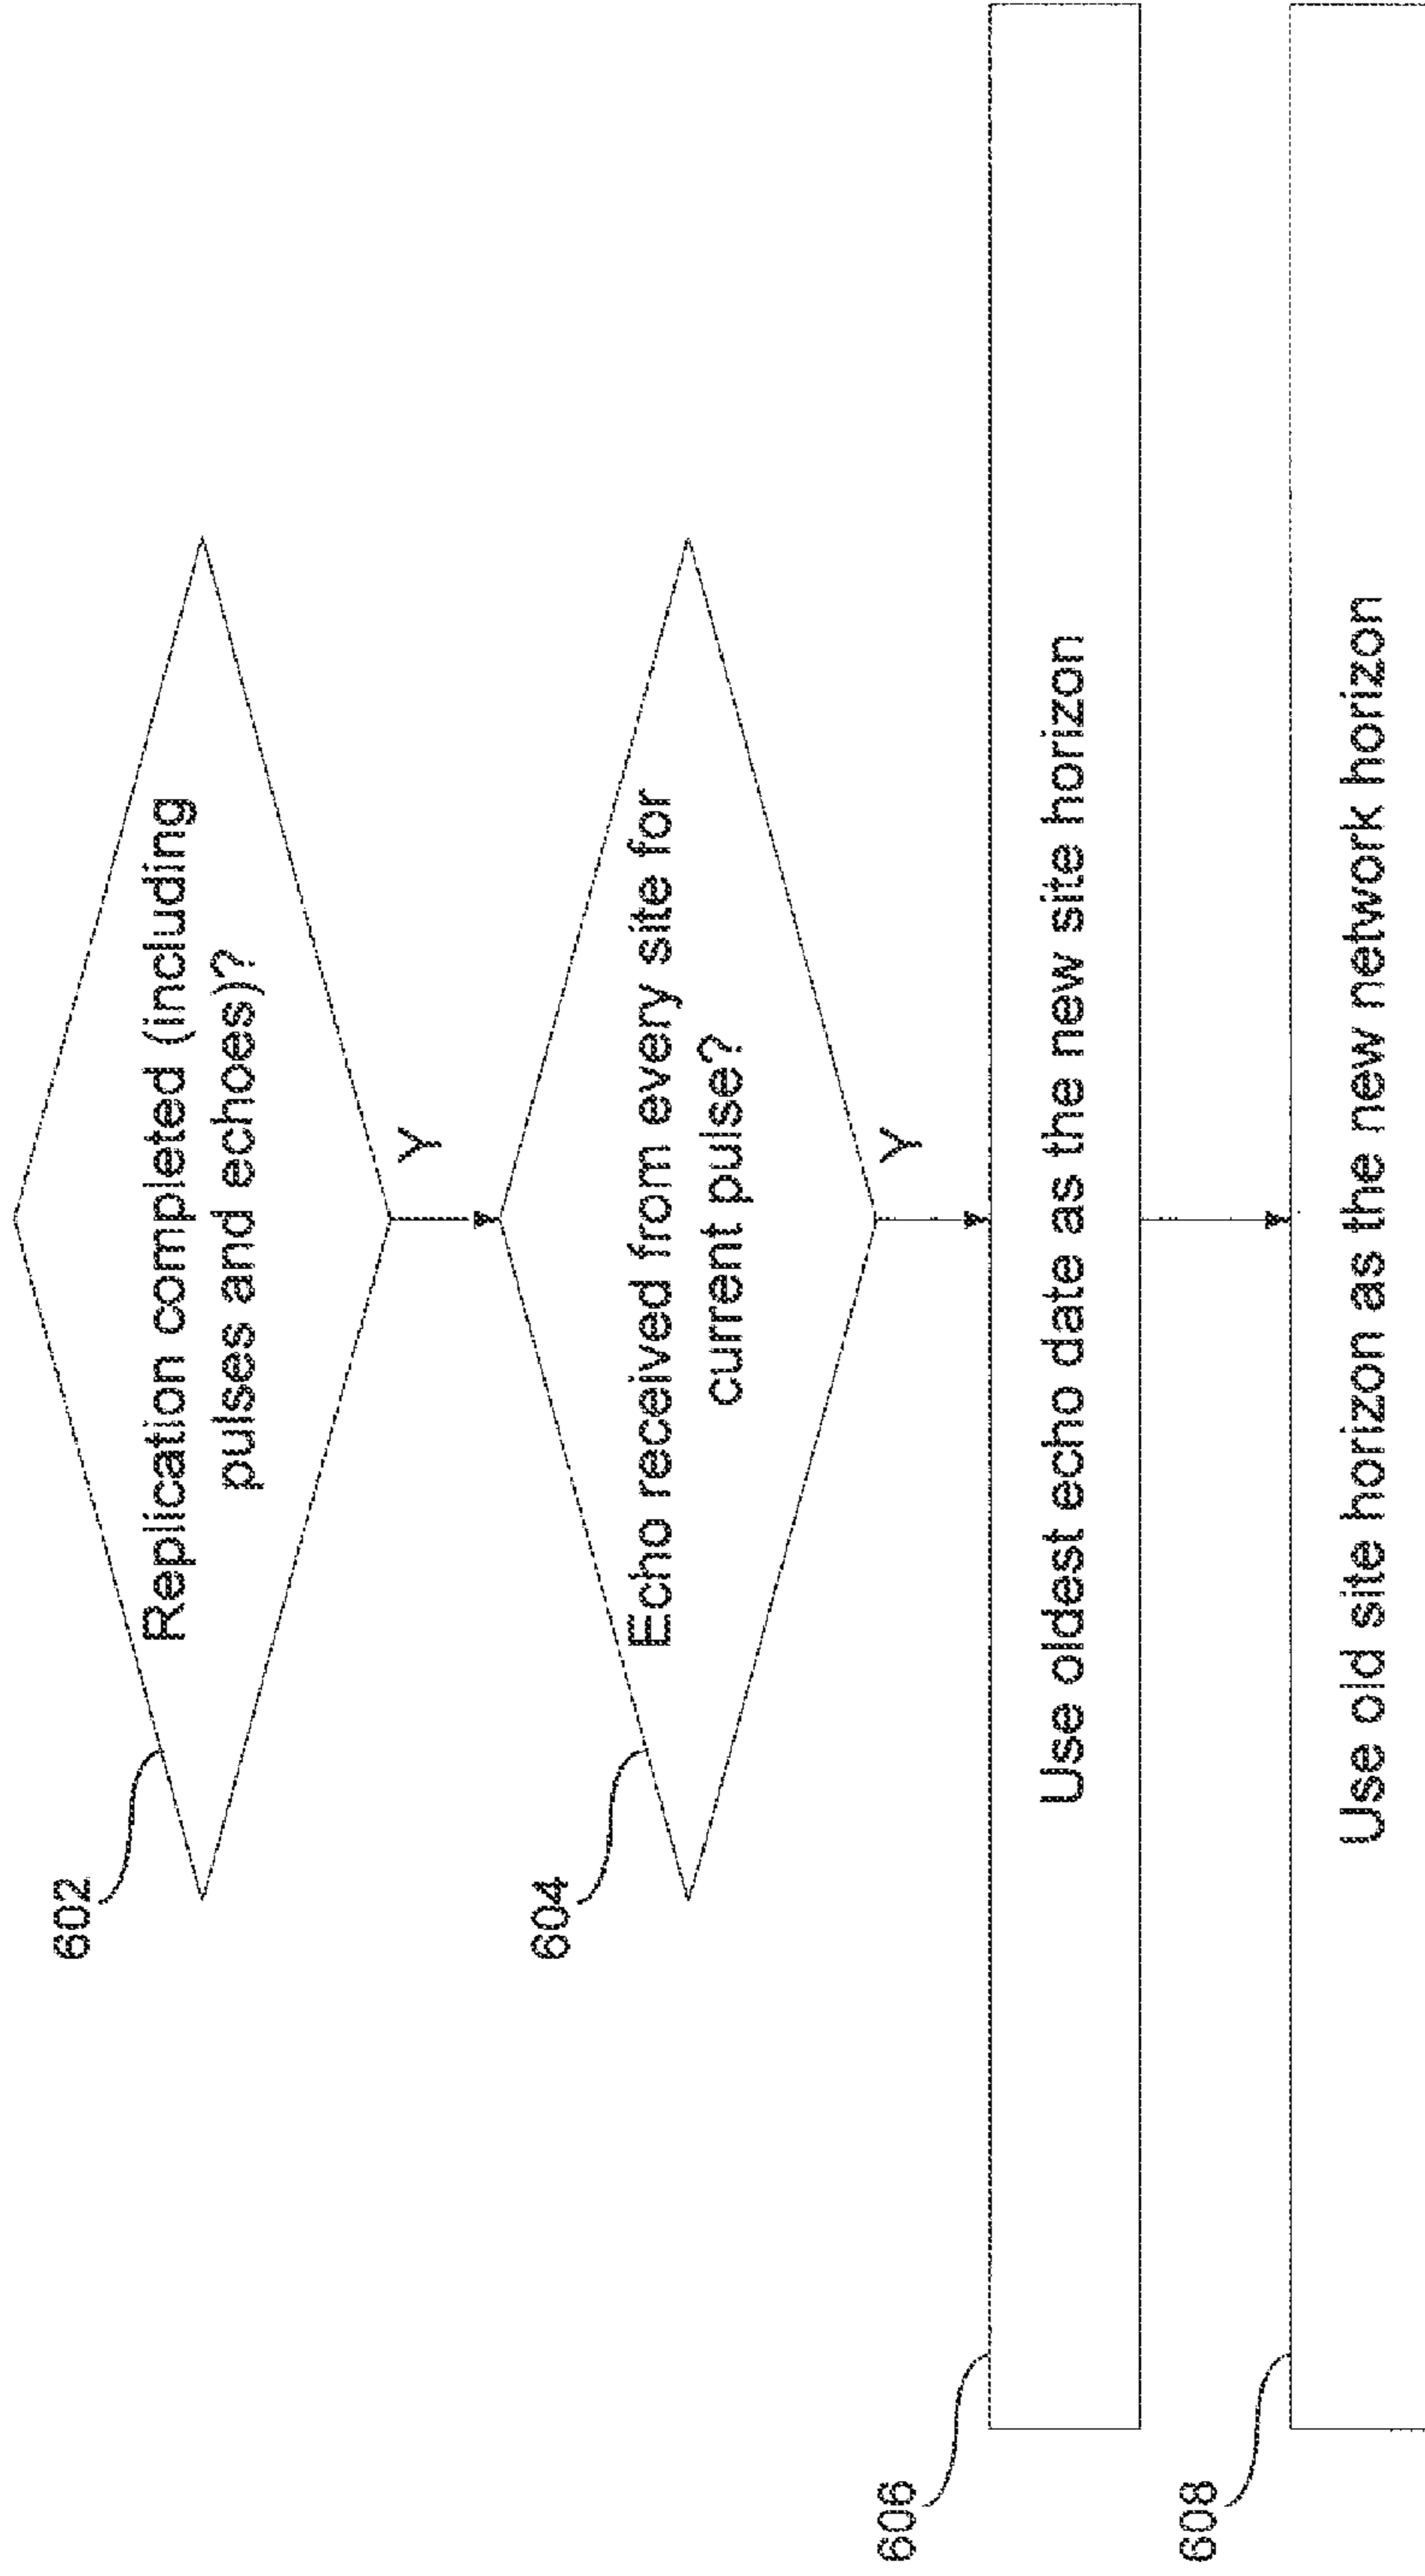 602
Replication completed (including
pulses and echoes)?
Y
604
Echo received from every site for
current pulse?
Y
606
Use oldest echo date as the new site horizon
608
Use old site horizon as the new network horizon